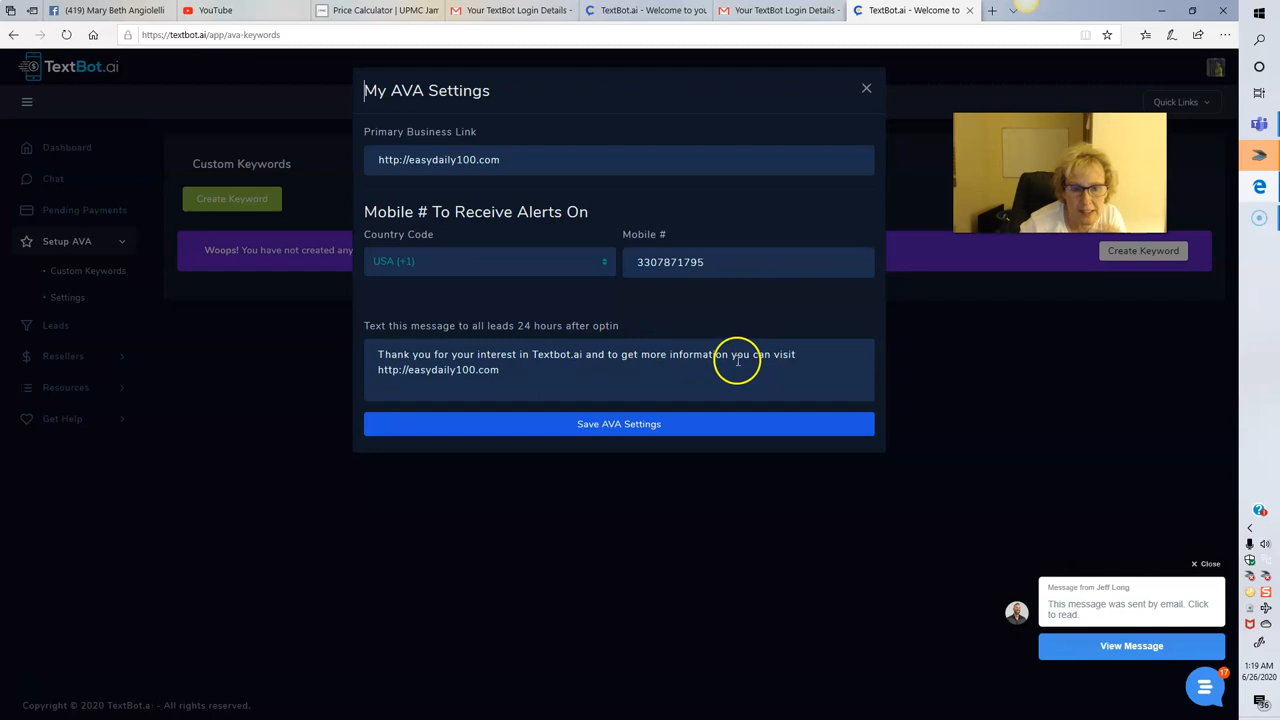 (419) Mary Beth Angiolelli
YouTube
Price Calculator | UPMC Jam
Your TextBot Login Details -
TextBot.ai - Welcome to you
Your TextBot Login Details -
TextBot.ai - Welcome to
https://textbot.ai/app/ava-keywords
TextBot.ai
Quick Links
Dashboard
Chat
Pending Payments
Setup AVA
Custom Keywords
Settings
Leads
Resellers
Resources
Get Help
Custom Keywords
Create Keyword
Woops! You have not created any
Create Keyword
My AVA Settings
Primary Business Link
http://easydaily100.com
Mobile # To Receive Alerts On
Country Code
Mobile #
USA (+1)
3307871795
Text this message to all leads 24 hours after optin
Thank you for your interest in Textbot.ai and to get more information you can visit
http://easydaily100.com
Save AVA Settings
Close
Message from Jeff Long
This message was sent by email. Click
to read.
View Message
17
Copyright © 2020 TextBot.ai - All rights reserved.
1:19 AM
6/26/2020
36